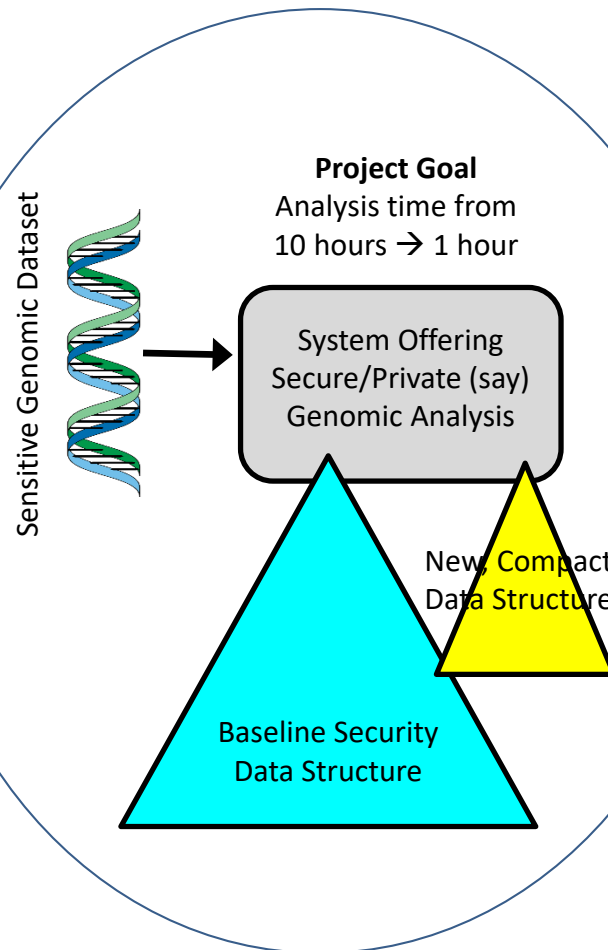 Sensitive Genomic Dataset
Project Goal
Analysis time from
10 hours → 1 hour
System Offering
Secure/Private (say)
Genomic Analysis
New, Compact
Data Structure
Baseline Security
Data Structure